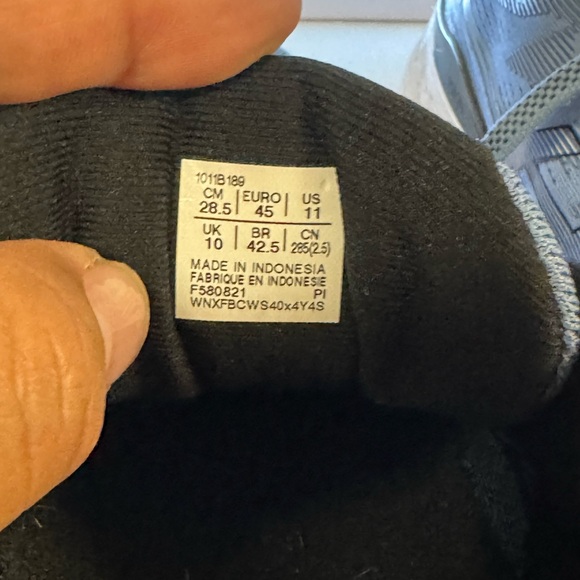 1011B189
CM | EURO | US
28.5 | 45 | 11
UK | BR | CN
10 | 42.5 | 285(2.5)
MADE IN INDONESIA
FABRIQUE EN INDONESIE
F580821 PI
WNXFBCWS40x4Y4S